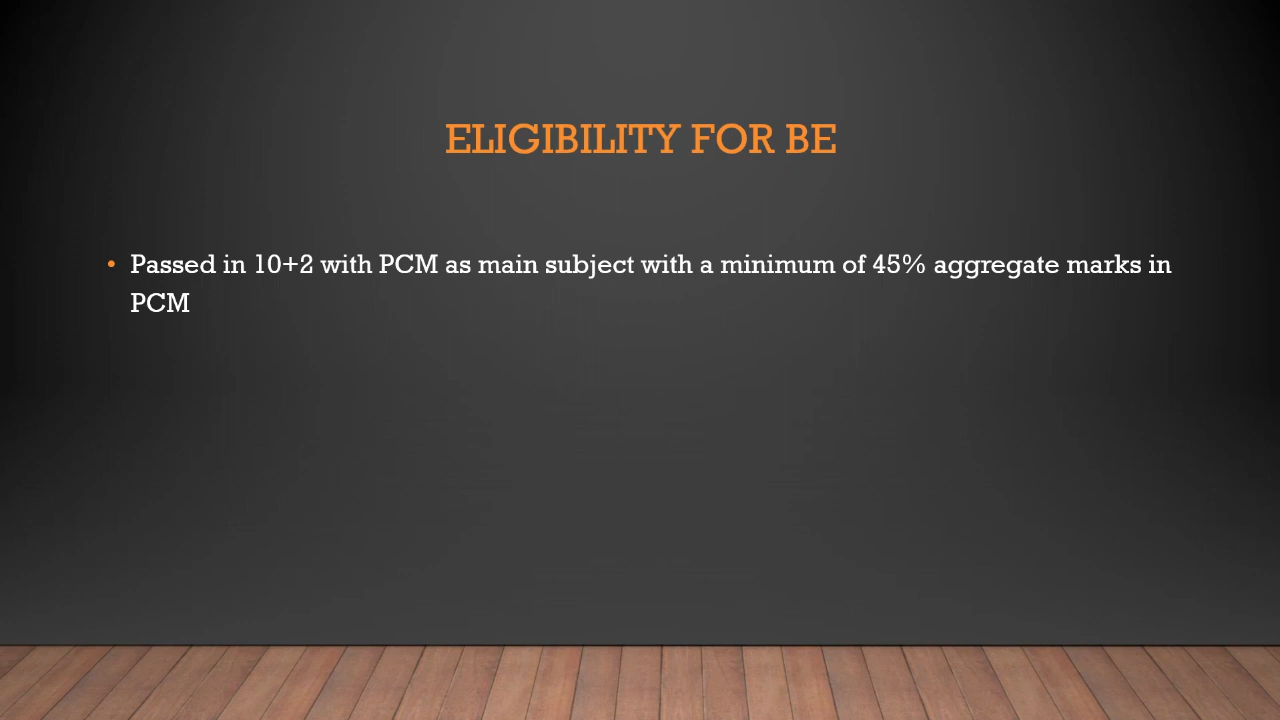 ELIGIBILITY FOR BE
• Passed in 10+2 with PCM as main subject with a minimum of 45% aggregate marks in
PCM